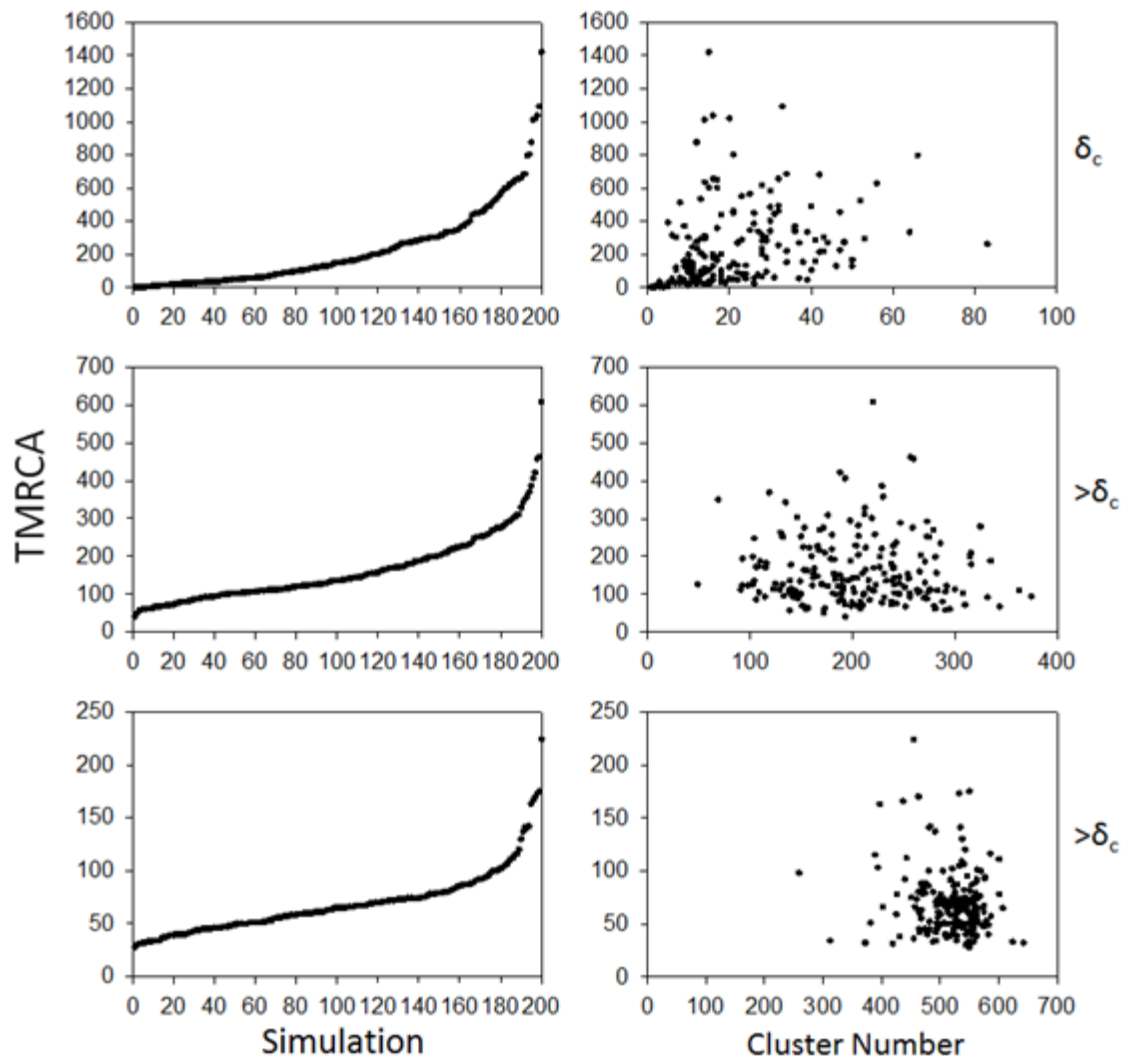 1600 1400 1200 1000 800 600 400 200 0
0 20 40 60 80 100 120 140 160 180 200
1600 1400 1200 1000 800 600 400 200 0
0 20 40 60 80 100
δc
TMRCA
700 600 500 400 300 200 100 0
0 20 40 60 80 100 120 140 160 180 200
700 600 500 400 300 200 100 0
0 100 200 300 400
>δc
250 200 150 100 50 0
0 20 40 60 80 100 120 140 160 180 200
250 200 150 100 50 0
0 100 200 300 400 500 600 700
>δc
Simulation
Cluster Number